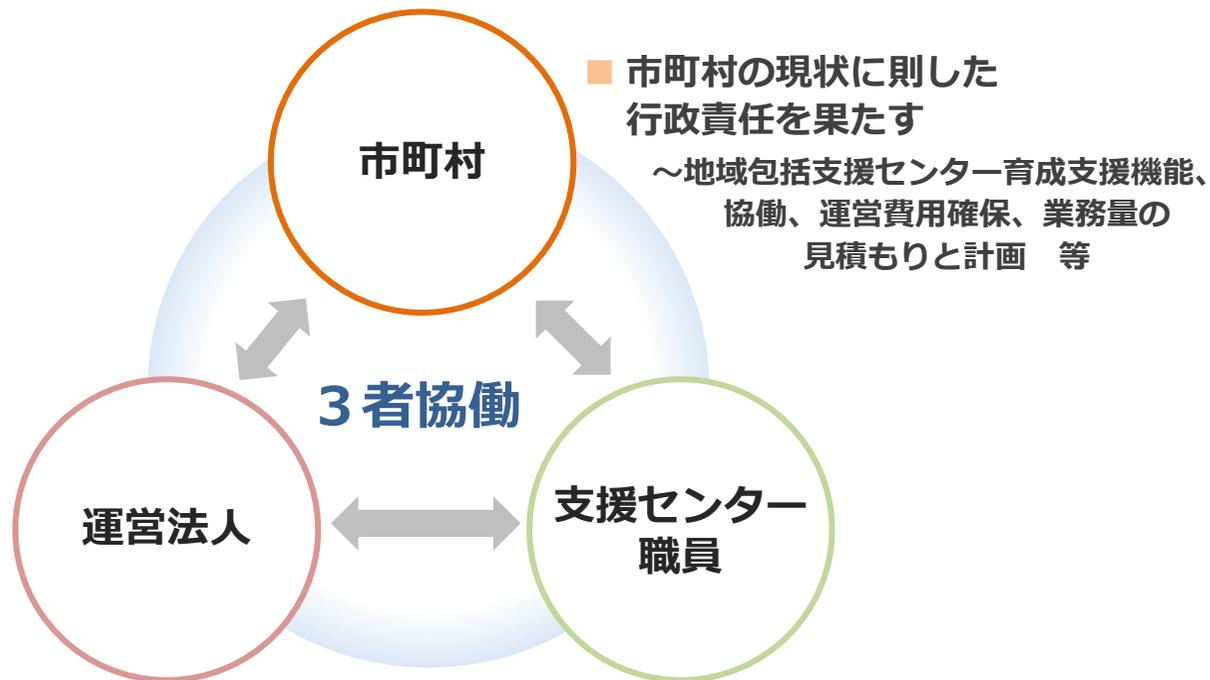 市町村
■ 市町村の現状に則した
行政責任を果たす
～地域包括支援センター育成支援機能、
協働、運営費用確保、業務量の
見積もりと計画　等
３者協働
運営法人
支援センター
職員